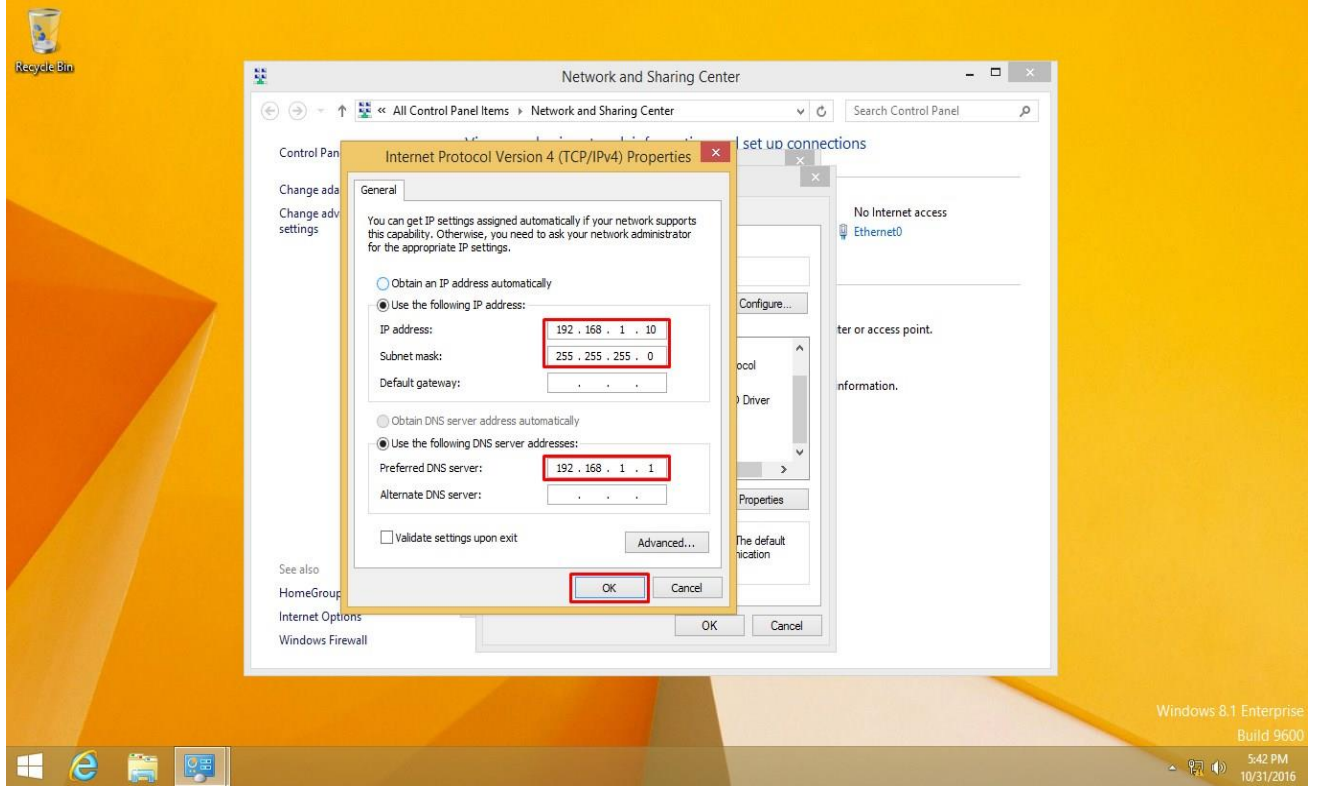 Recycle Bin
Network and Sharing Center
« All Control Panel Items
Network and Sharing Center
Search Control Panel
set up connections
Control Pan
Change ada
Change adv
settings
Internet Protocol Version 4 (TCP/IPv4) Properties
General
You can get IP settings assigned automatically if your network supports
this capability. Otherwise, you need to ask your network administrator
for the appropriate IP settings.
Obtain an IP address automatically
Use the following IP address:
IP address: 192 . 168 . 1 . 10
Subnet mask: 255 . 255 . 255 . 0
Default gateway: . . .
Obtain DNS server address automatically
Use the following DNS server addresses:
Preferred DNS server: 192 . 168 . 1 . 1
Alternate DNS server: . . .
Validate settings upon exit
Advanced...
OK
Cancel
No Internet access
Ethernet0
Configure...
ter or access point.
ocol
Driver
nformation.
Properties
The default
nication
OK
Cancel
See also
HomeGroup
Internet Options
Windows Firewall
Windows 8.1 Enterprise
Build 9600
5:42 PM
10/31/2016